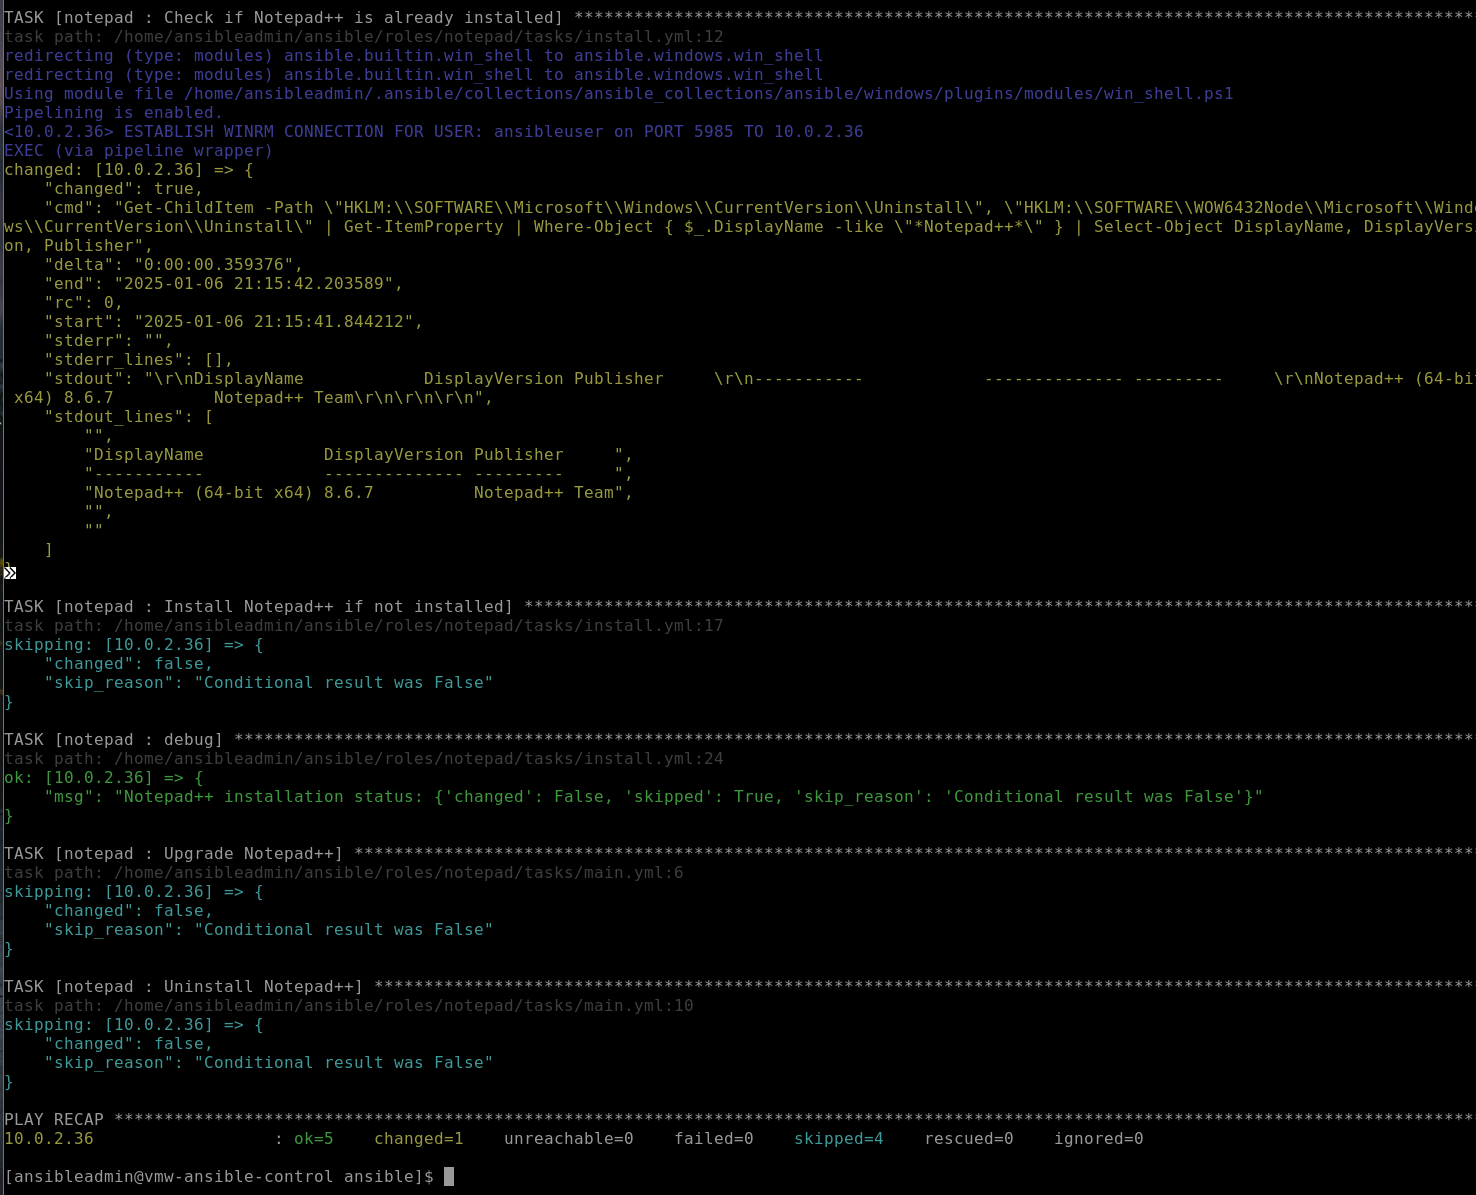 TASK [notepad : Check if Notepad++ is already installed] ******************************************************************************************
task path: /home/ansibleadmin/ansible/roles/notepad/tasks/install.yml:12
redirecting (type: modules) ansible.builtin.win_shell to ansible.windows.win_shell
redirecting (type: modules) ansible.builtin.win_shell to ansible.windows.win_shell
Using module file /home/ansibleadmin/.ansible/collections/ansible_collections/ansible/windows/plugins/modules/win_shell.ps1
Pipelining is enabled.
<10.0.2.36> ESTABLISH WINRM CONNECTION FOR USER: ansibleuser on PORT 5985 TO 10.0.2.36
EXEC (via pipeline wrapper)
changed: [10.0.2.36] => {
    "changed": true,
    "cmd": "Get-ChildItem -Path \"HKLM:\\SOFTWARE\\Microsoft\\Windows\\CurrentVersion\\Uninstall\", \"HKLM:\\SOFTWARE\\WOW6432Node\\Microsoft\\Windo
ws\\CurrentVersion\\Uninstall\" | Get-ItemProperty | Where-Object { $_.DisplayName -like \"*Notepad++*\" } | Select-Object DisplayName, DisplayVersi
on, Publisher",
    "delta": "0:00:00.359376",
    "end": "2025-01-06 21:15:42.203589",
    "rc": 0,
    "start": "2025-01-06 21:15:41.844212",
    "stderr": "",
    "stderr_lines": [],
    "stdout": "\r\nDisplayName            DisplayVersion Publisher     \r\n-----------            -------------- ---------     \r\nNotepad++ (64-bit
 x64) 8.6.7          Notepad++ Team\r\n\r\n\r\n",
    "stdout_lines": [
        "",
        "DisplayName            DisplayVersion Publisher     ",
        "-----------            -------------- ---------     ",
        "Notepad++ (64-bit x64) 8.6.7          Notepad++ Team",
        "",
        ""
    ]
}
»
TASK [notepad : Install Notepad++ if not installed] ***********************************************************************************************
task path: /home/ansibleadmin/ansible/roles/notepad/tasks/install.yml:17
skipping: [10.0.2.36] => {
    "changed": false,
    "skip_reason": "Conditional result was False"
}
TASK [notepad : debug] ****************************************************************************************************************************
task path: /home/ansibleadmin/ansible/roles/notepad/tasks/install.yml:24
ok: [10.0.2.36] => {
    "msg": "Notepad++ installation status: {'changed': False, 'skipped': True, 'skip_reason': 'Conditional result was False'}"
}
TASK [notepad : Upgrade Notepad++] ****************************************************************************************************************
task path: /home/ansibleadmin/ansible/roles/notepad/tasks/main.yml:6
skipping: [10.0.2.36] => {
    "changed": false,
    "skip_reason": "Conditional result was False"
}
TASK [notepad : Uninstall Notepad++] **************************************************************************************************************
task path: /home/ansibleadmin/ansible/roles/notepad/tasks/main.yml:10
skipping: [10.0.2.36] => {
    "changed": false,
    "skip_reason": "Conditional result was False"
}
PLAY RECAP ****************************************************************************************************************************************
10.0.2.36                  : ok=5    changed=1    unreachable=0    failed=0    skipped=4    rescued=0    ignored=0
[ansibleadmin@vmw-ansible-control ansible]$